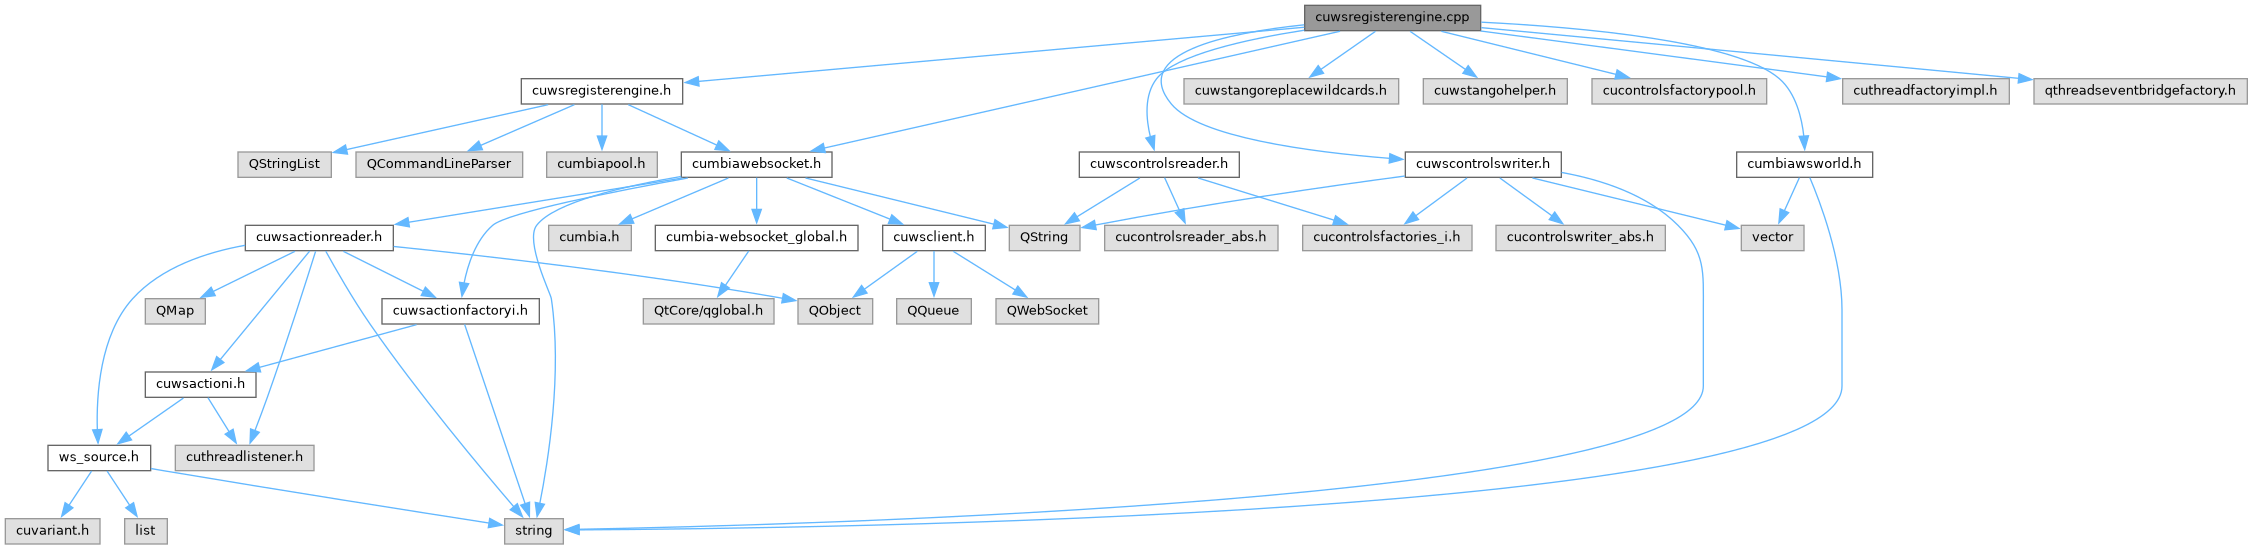 cuwsregisterengine.cpp
cuwsregisterengine.h
cuwstangoreplacewildcards.h
cuwstangohelper.h
cucontrolsfactorypool.h
cuthreadfactoryimpl.h
qthreadseventbridgefactory.h
QStringList
QCommandLineParser
cumbiapool.h
cumbiawebsocket.h
cuwscontrolsreader.h
cuwscontrolswriter.h
cumbiawsworld.h
cuwsactionreader.h
cumbia.h
cumbia-websocket_global.h
cuwsclient.h
QString
cucontrolsreader_abs.h
cucontrolsfactories_i.h
cucontrolswriter_abs.h
vector
QMap
cuwsactionfactoryi.h
QtCore/qglobal.h
QObject
QQueue
QWebSocket
cuwsactioni.h
ws_source.h
cuthreadlistener.h
cuvariant.h
list
string